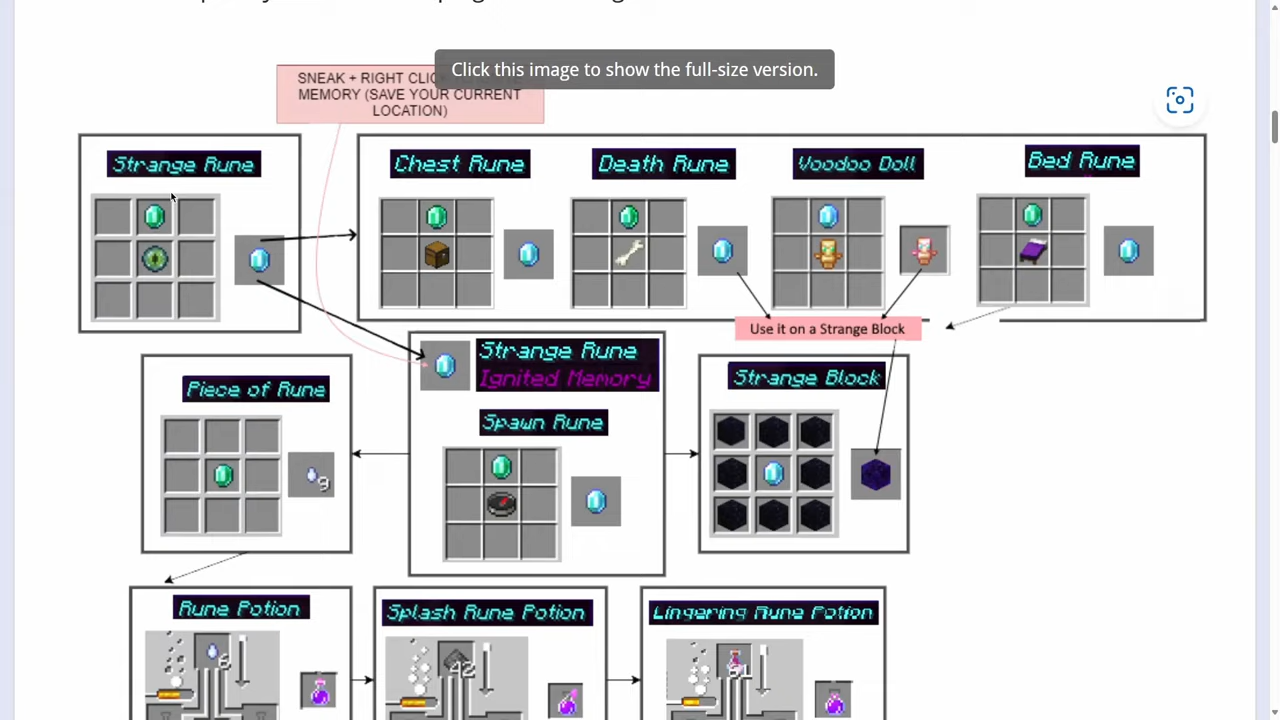 Click this image to show the full-size version.
SNEAK + RIGHT CLIC
MEMORY (SAVE YOUR CURRENT
LOCATION)
Strange Rune
Chest Rune
Death Rune
Voodoo Doll
Bed Rune
Use it on a Strange Block
Strange Rune
Ignited Memory
Piece of Rune
Spawn Rune
Strange Block
9
Rune Potion
Splash Rune Potion
Lingering Rune Potion
42